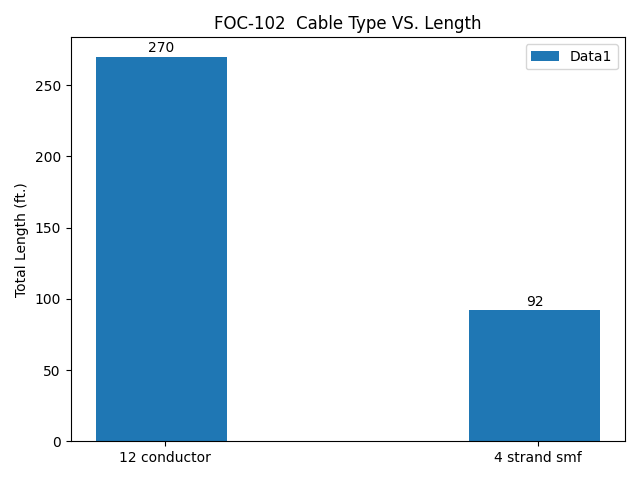 FOC-102  Cable Type VS. Length
270
Data1
250
200
150
100
50
0
92
Total Length (ft.)
12 conductor
4 strand smf